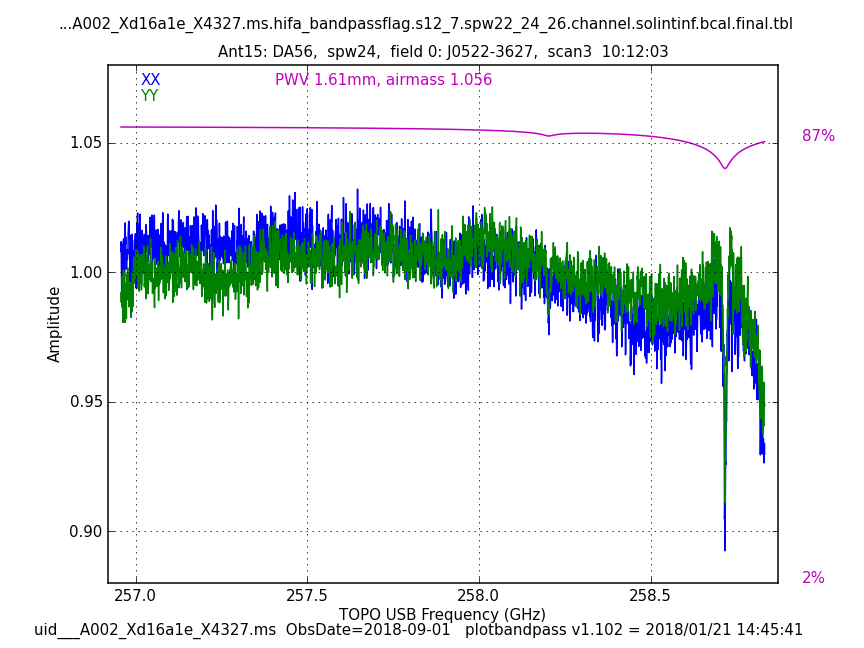 ...A002_Xd16a1e_X4327.ms.hifa_bandpassflag.s12_7.spw22_24_26.channel.solintinf.bcal.final.tbl
Ant15: DA56,  spw24,  field 0: J0522-3627,  scan3  10:12:03
XX
PWV 1.61mm, airmass 1.056
YY
87%
1.05
1.00
0.95
0.90
Amplitude
2%
257.0
257.5
258.0
258.5
TOPO USB Frequency (GHz)
uid___A002_Xd16a1e_X4327.ms  ObsDate=2018-09-01   plotbandpass v1.102 = 2018/01/21 14:45:41